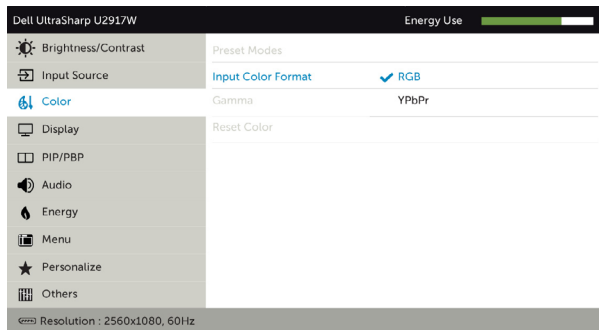 Dell UltraSharp U2917W Energy Use
Brightness/Contrast Preset Modes
Input Source Input Color Format RGB
Color Gamma YPbPr
Display Reset Color
PIP/PBP
Audio
Energy
Menu
Personalize
Others
Resolution : 2560x1080, 60Hz